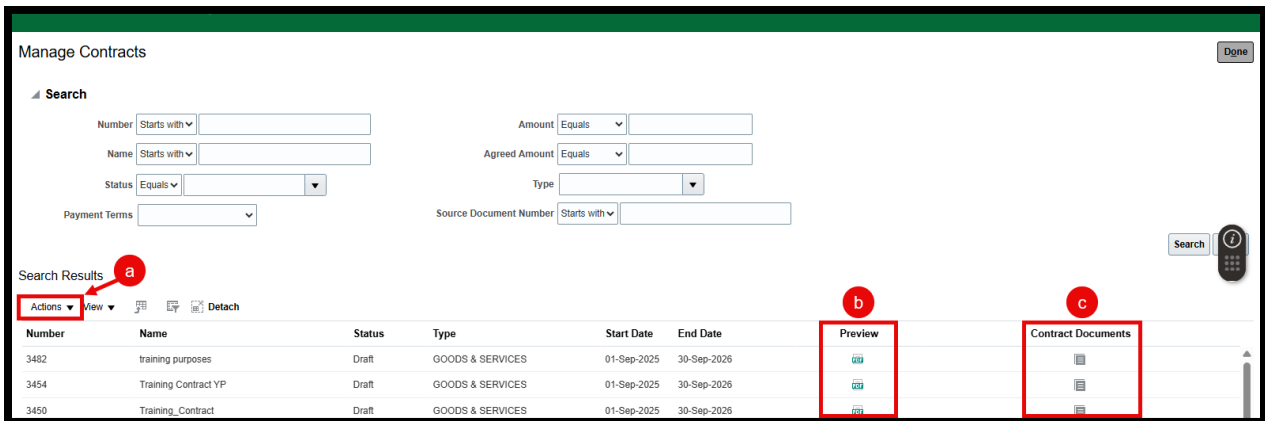 Manage Contracts
Done
Search
Number Starts with Amount Equals
Name Starts with Agreed Amount Equals
Status Equals Type
Payment Terms Source Document Number Starts with
Search
i
Search Results a
Actions View Detach b c
Number Name Status Type Start Date End Date Preview Contract Documents
3482 training purposes Draft GOODS & SERVICES 01-Sep-2025 30-Sep-2026 PDF
3454 Training Contract YP Draft GOODS & SERVICES 01-Sep-2025 30-Sep-2026 PDF
3450 Training_Contract Draft GOODS & SERVICES 01-Sep-2025 30-Sep-2026 PDF